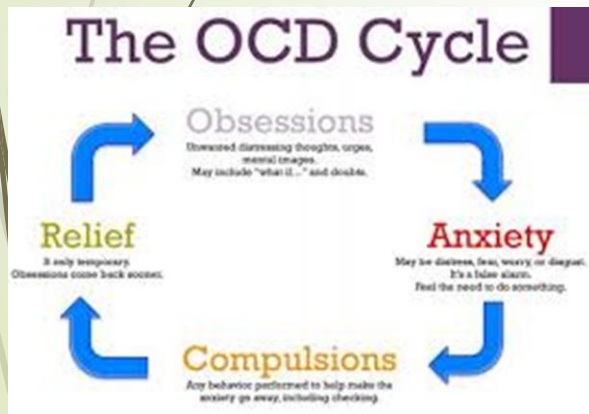 The OCD Cycle
Obsessions
Unwanted distressing thoughts, urges,
mental images.
May include "what if..." and doubts.
Relief
It only temporary.
Obsessions come back sooner.
Anxiety
May be distress, fear, worry, or disgust.
It's a false alarm.
Feel the need to do something.
Compulsions
Any behavior performed to help make the
anxiety go away, including checking.